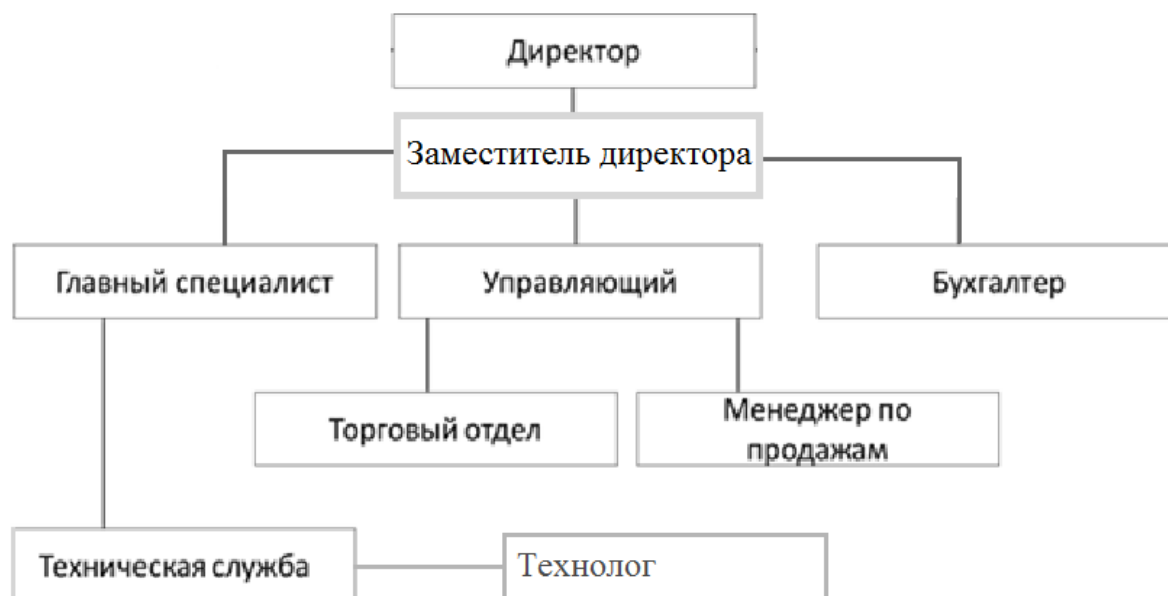 Директор
Заместитель директора
Главный специалист
Управляющий
Бухгалтер
Торговый отдел
Менеджер по
продажам
Техническая служба
Технолог